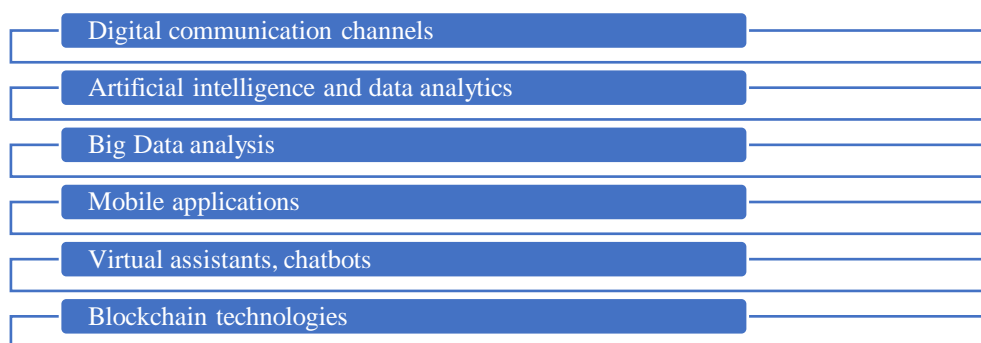 Digital communication channels
Artificial intelligence and data analytics
Big Data analysis
Mobile applications
Virtual assistants, chatbots
Blockchain technologies